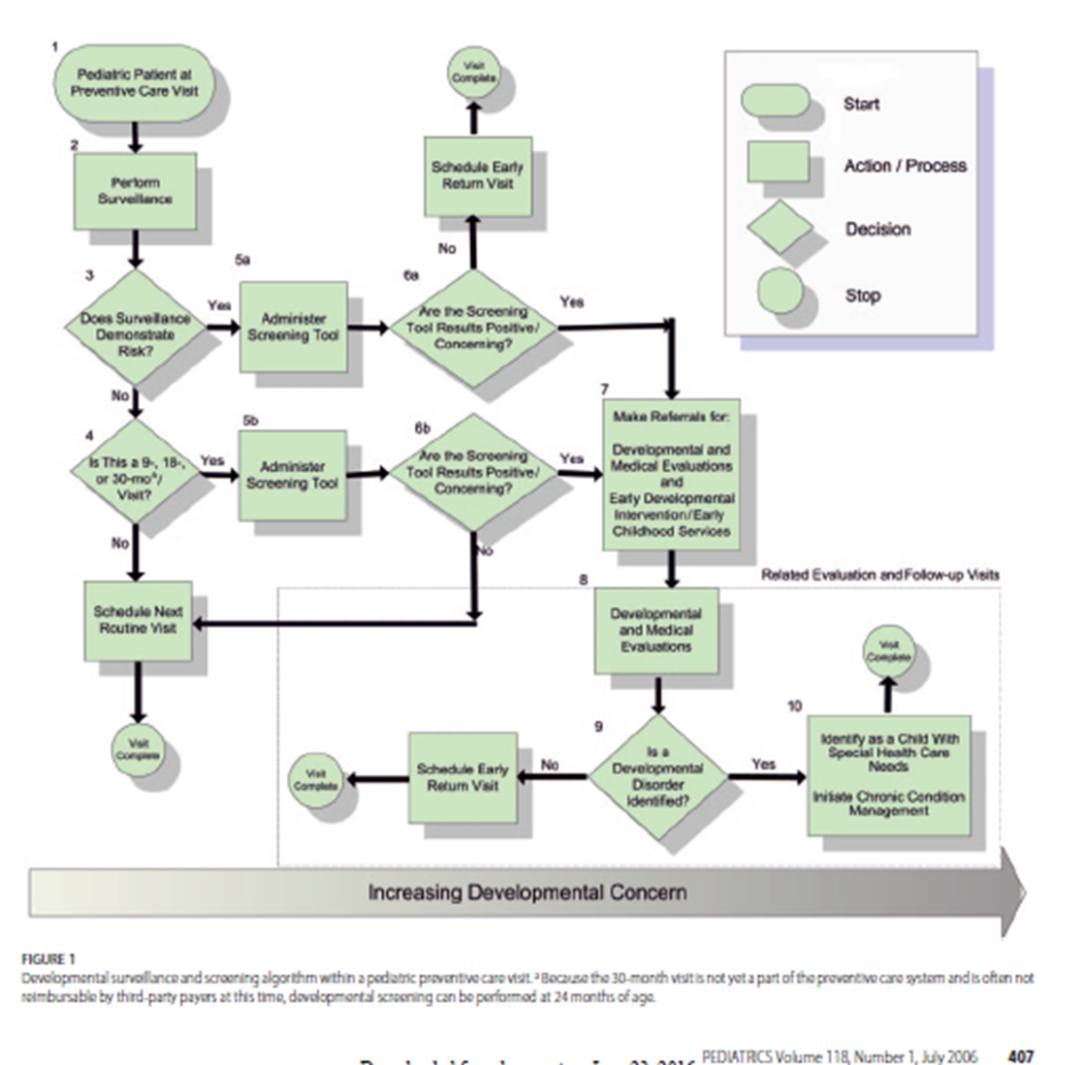 1
Pediatric Patient at
Preventive Care Visit
2
Perform
Surveillance
3
Does Surveillance
Demonstrate
Risk?
Yes
No
5a
Administer
Screening Tool
6a
Are the Screening
Tool Results Positive/
Concerning?
No
Yes
Schedule Early
Return Visit
Visit
Complete
4
Is This a 9-, 18-,
or 30-mo a/
Visit?
Yes
No
5b
Administer
Screening Tool
6b
Are the Screening
Tool Results Positive/
Concerning?
Yes
No
7
Make Referrals for:
Developmental and
Medical Evaluations
and
Early Developmental
Intervention/Early
Childhood Services
Schedule Next
Routine Visit
Visit
Complete
Related Evaluation and Follow-up Visits
8
Developmental
and Medical
Evaluations
9
Is a
Developmental
Disorder
Identified?
No
Yes
Schedule Early
Return Visit
Visit
Complete
10
Identify as a Child With
Special Health Care
Needs
Initiate Chronic Condition
Management
Visit
Complete
Start
Action / Process
Decision
Stop
Increasing Developmental Concern
FIGURE 1
Developmental surveillance and screening algorithm within a pediatric preventive care visit. a Because the 30-month visit is not yet a part of the preventive care system and is often not
reimbursable by third-party payers at this time, developmental screening can be performed at 24 months of age.
PEDIATRICS Volume 118, Number 1, July 2006 407